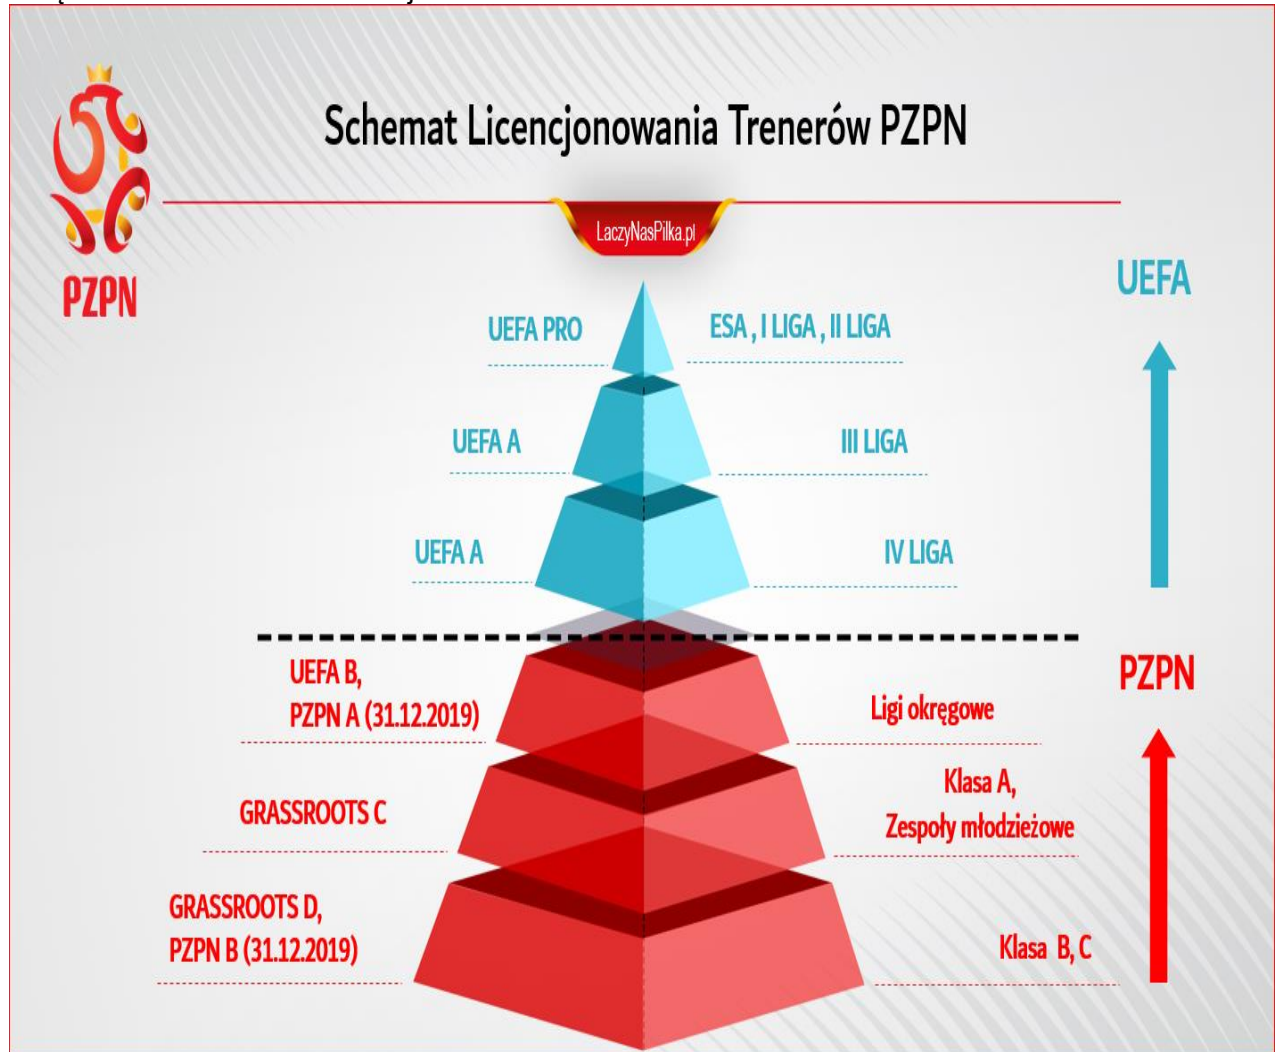 Schemat Licencjonowania Trenerów PZPN
LaczyNasPilka.pl
PZPN
UEFA
UEFA PRO
ESA , I LIGA , II LIGA
UEFA A
III LIGA
UEFA A
IV LIGA
PZPN
UEFA B,
PZPN A (31.12.2019)
Ligi okręgowe
GRASSROOTS C
Klasa A,
Zespoły młodzieżowe
GRASSROOTS D,
PZPN B (31.12.2019)
Klasa B, C